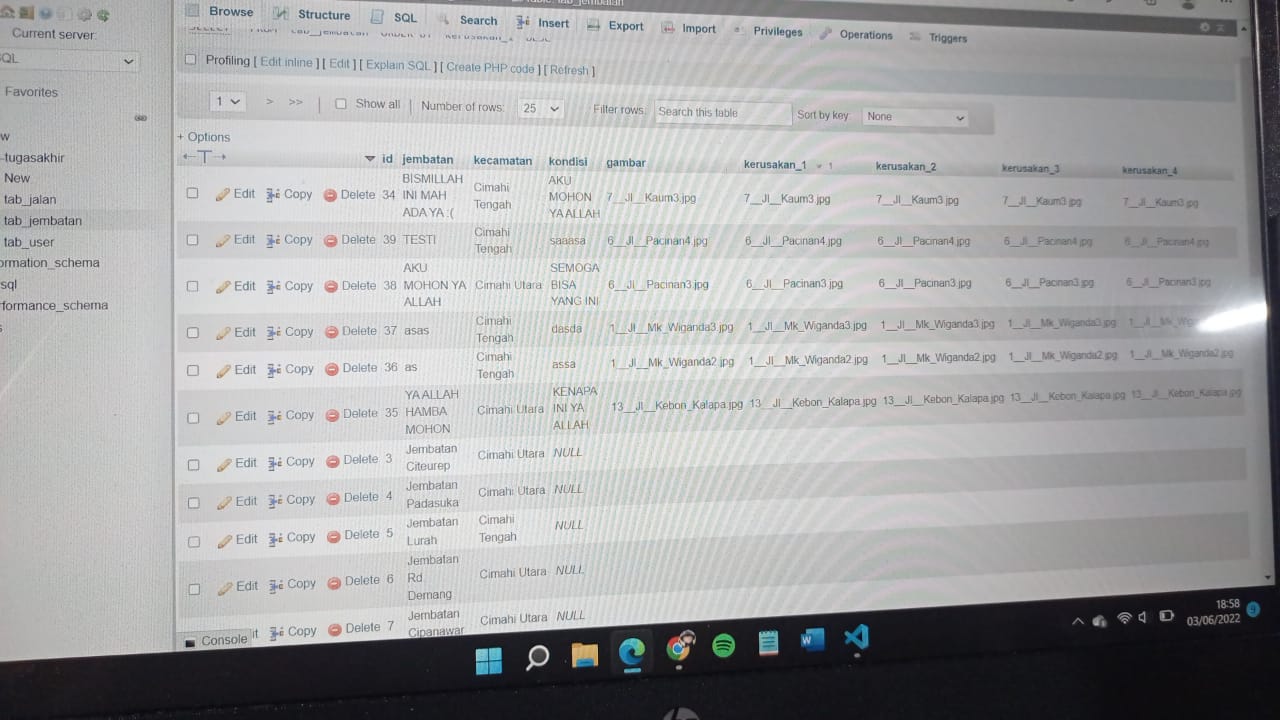 Browse Structure SQL Search Insert Export Import Privileges Operations Triggers
Current server:
QL
Favorites
w
tugasakhir
New
tab_jalan
tab_jembatan
tab_user
ormation_schema
sql
formance_schema
s
Profiling [ Edit inline ] [ Edit ] [ Explain SQL ] [ Create PHP code ] [ Refresh ]
1 > >> Show all Number of rows: 25 Filter rows: Search this table Sort by key: None
+ Options
id jembatan kecamatan kondisi gambar kerusakan_1 1 kerusakan_2 kerusakan_3 kerusakan_4
BISMILLAH
INI MAH
ADA YA :(
Edit Copy Delete 34
Cimahi
Tengah
AKU
MOHON
YA ALLAH
7__Jl__Kaum3.jpg 7__Jl__Kaum3.jpg 7__Jl__Kaum3.jpg 7__Jl__Kaum3.jpg 7__Jl__Kaum3.jpg
Edit Copy Delete 39 TESTI
Cimahi
Tengah
saaasa 6__Jl__Pacinan4.jpg 6__Jl__Pacinan4.jpg 6__Jl__Pacinan4.jpg 6__Jl__Pacinan4.jpg 6__Jl__Pacinan4.jpg
Edit Copy Delete 38
AKU
MOHON YA
ALLAH
Cimahi Utara
SEMOGA
BISA
YANG INI
6__Jl__Pacinan3.jpg 6__Jl__Pacinan3.jpg 6__Jl__Pacinan3.jpg 6__Jl__Pacinan3.jpg 6__Jl__Pacinan3.jpg
Edit Copy Delete 37 asas
Cimahi
Tengah
dasda 1__Jl__Mk_Wiganda3.jpg 1__Jl__Mk_Wiganda3.jpg 1__Jl__Mk_Wiganda3.jpg 1__Jl__Mk_Wiganda3.jpg
Edit Copy Delete 36 as
Cimahi
Tengah
assa 1__Jl__Mk_Wiganda2.jpg 1__Jl__Mk_Wiganda2.jpg 1__Jl__Mk_Wiganda2.jpg 1__Jl__Mk_Wiganda2.jpg 1__Jl__Mk_Wiganda2.jpg
Edit Copy Delete 35
YA ALLAH
HAMBA
MOHON
Cimahi Utara
KENAPA
INI YA
ALLAH
13__Jl__Kebon_Kalapa.jpg 13__Jl__Kebon_Kalapa.jpg 13__Jl__Kebon_Kalapa.jpg 13__Jl__Kebon_Kalapa.jpg 13__Jl__Kebon_Kalapa.jpg
Edit Copy Delete 3
Jembatan
Citeurep
Cimahi Utara NULL
Edit Copy Delete 4
Jembatan
Padasuka
Cimahi Utara NULL
Edit Copy Delete 5
Jembatan
Lurah
Cimahi
Tengah
NULL
Edit Copy Delete 6
Jembatan
Rd
Demang
Cimahi Utara NULL
Console it Copy Delete 7
Jembatan
Cipanawar
Cimahi Utara NULL
18:58
03/06/2022
9